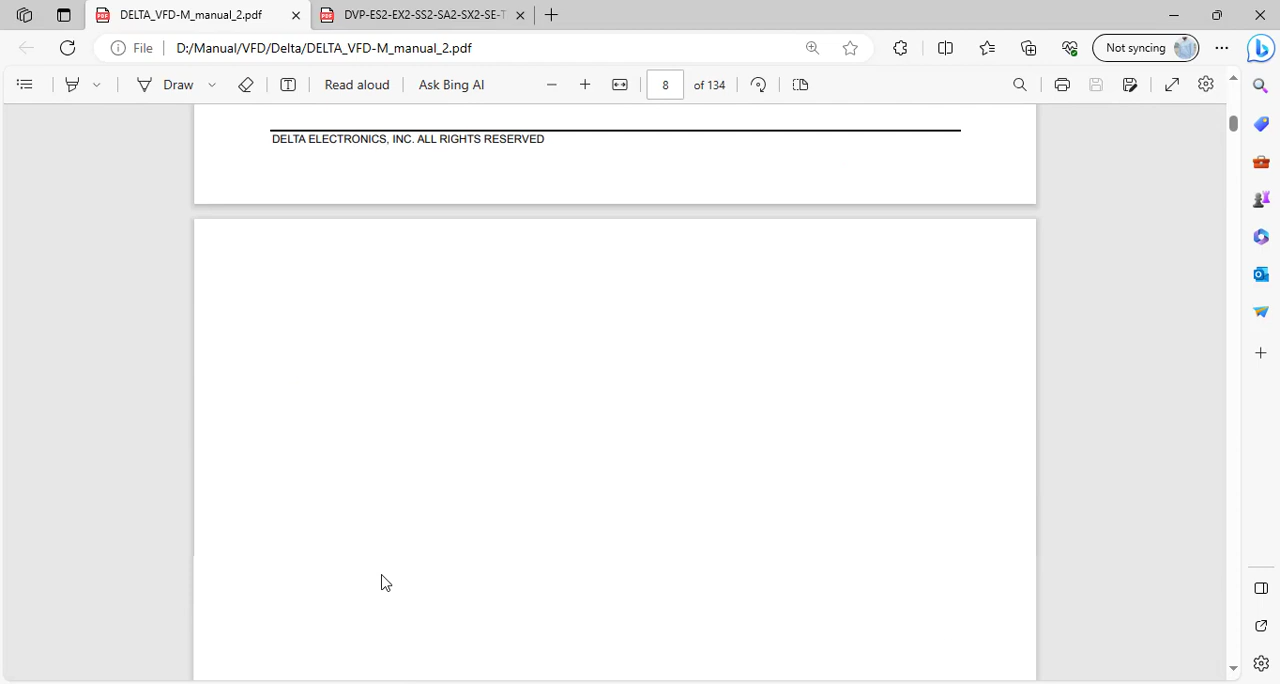 DELTA_VFD-M_manual_2.pdf
DVP-ES2-EX2-SS2-SA2-SX2-SE-T
File
D:/Manual/VFD/Delta/DELTA_VFD-M_manual_2.pdf
Not syncing
Draw
Read aloud
Ask Bing AI
8
of 134
DELTA ELECTRONICS, INC. ALL RIGHTS RESERVED